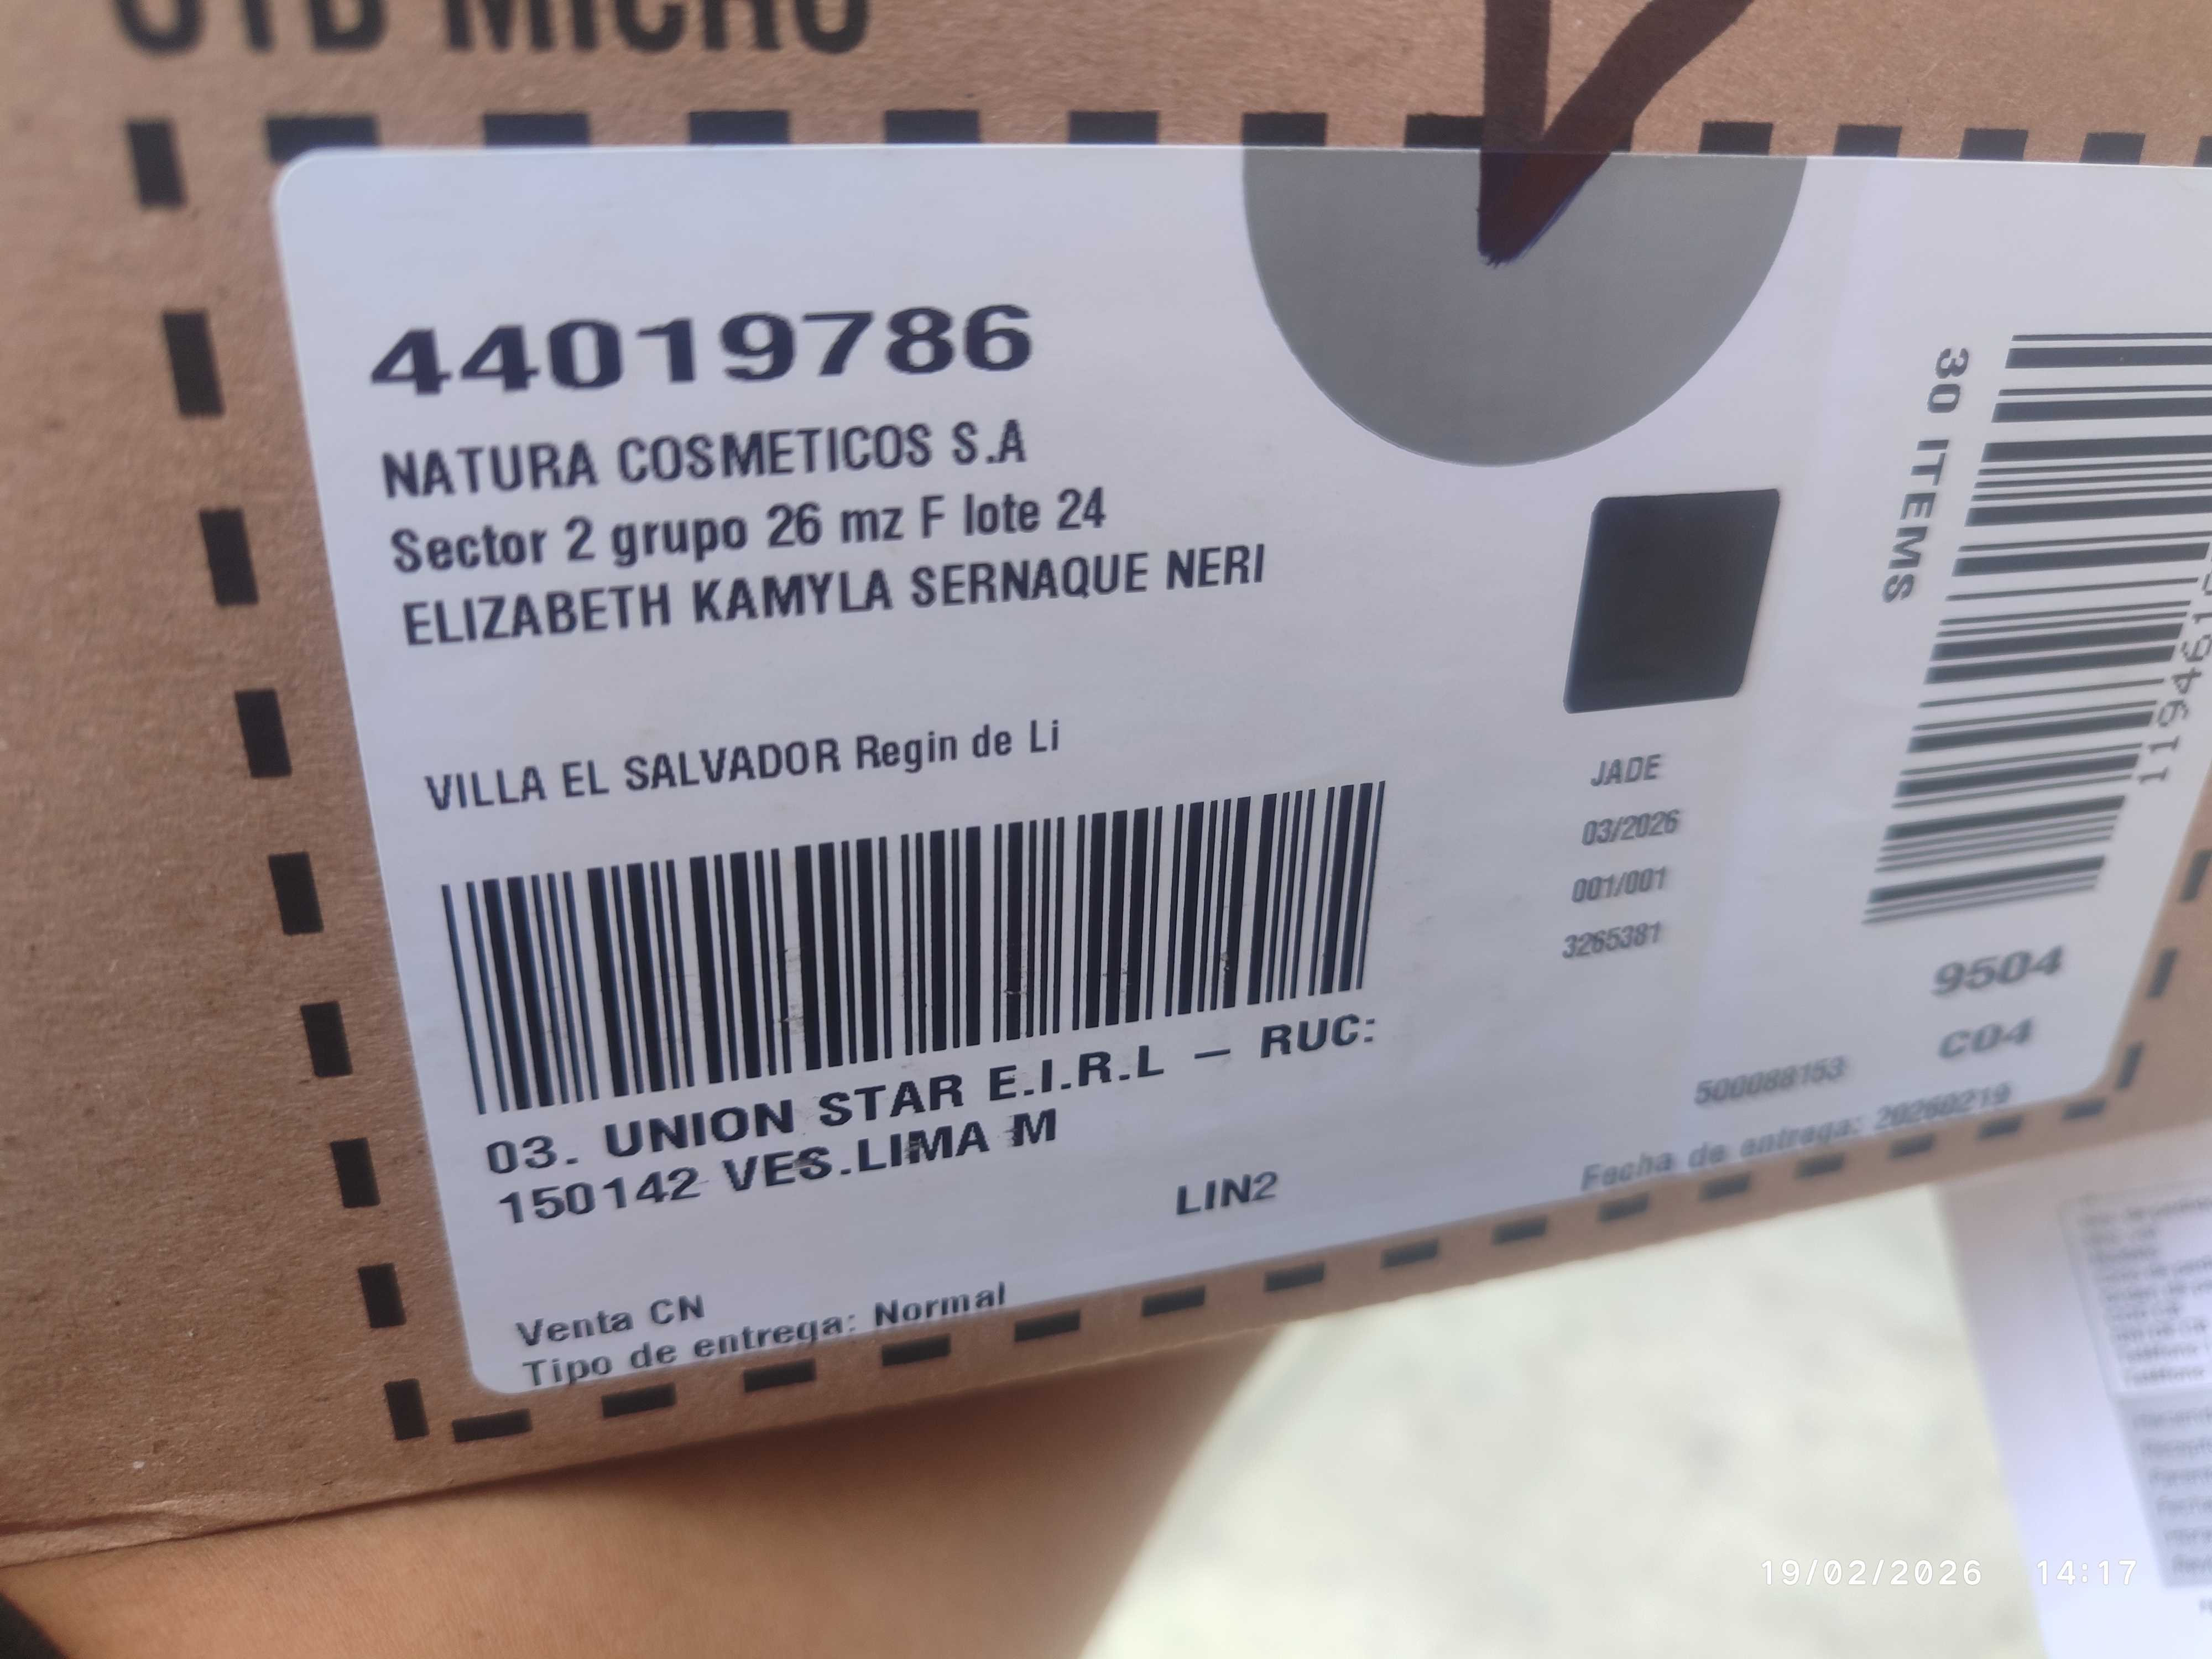 MICRO
44019786
NATURA COSMETICOS S.A
Sector 2 grupo 26 mz F lote 24
ELIZABETH KAMYLA SERNAQUE NERI
VILLA EL SALVADOR Regin de Li
03. UNION STAR E.I.R.L – RUC:
150142 VES.LIMA M
LIN2
Venta CN
Tipo de entrega: Normal
JADE
03/2026
001/001
3265381
30 ITEMS
9504
C04
500088153
Fecha de entrega: 20260219
19/02/2026 14:17